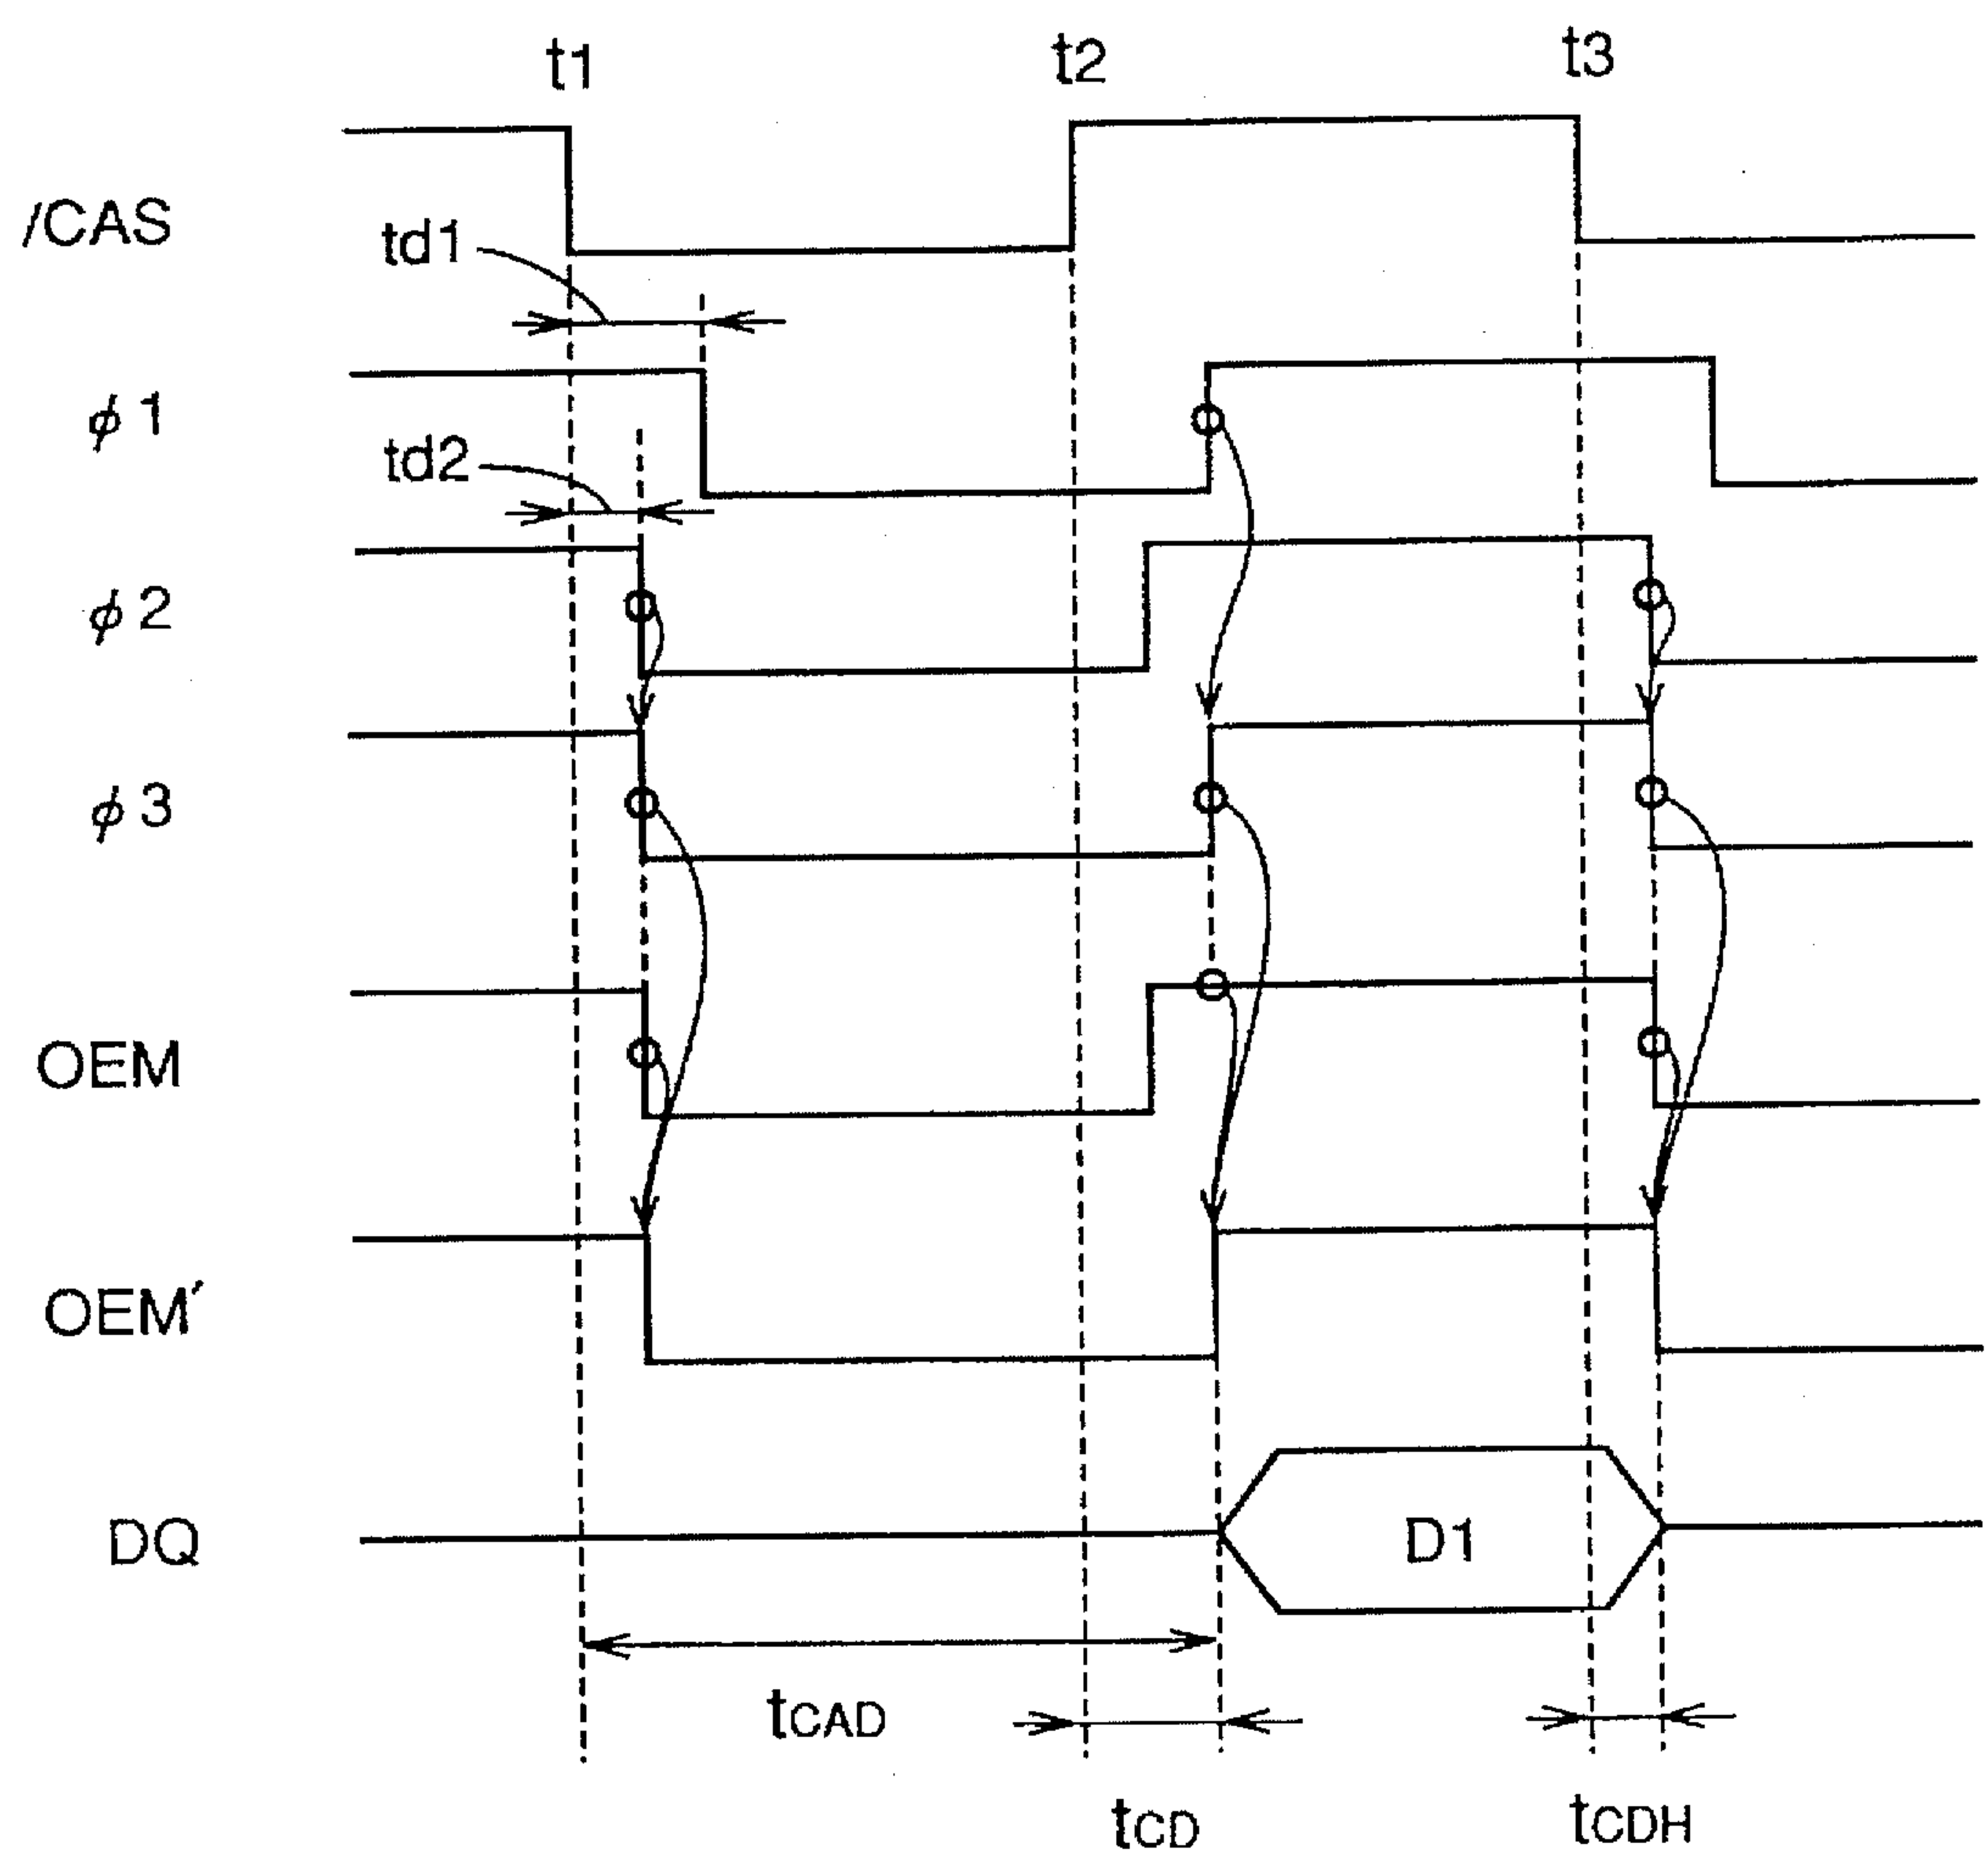 t1 t2 t3
/CAS
td1
ϕ1
td2
ϕ2
ϕ3
OEM
OEM′
DQ D1
tCAD
tCD tCDH